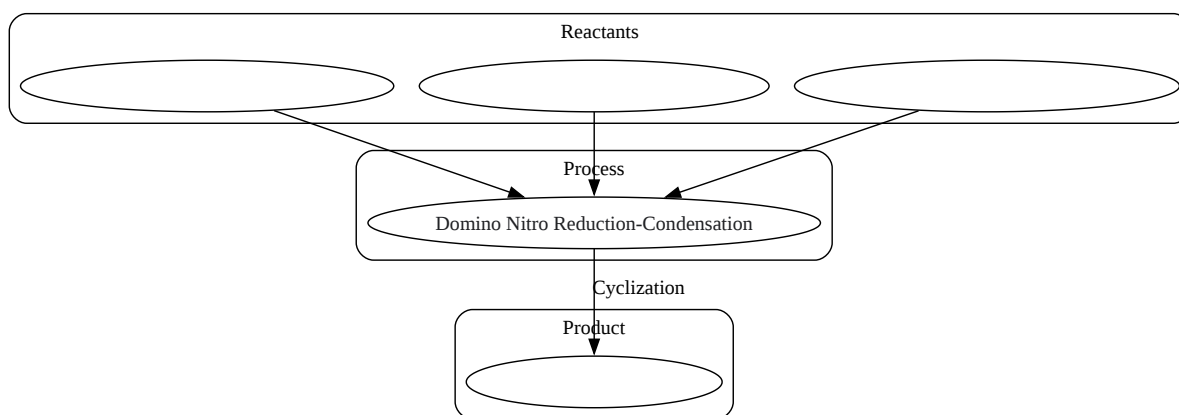 Reactants
Process
Domino Nitro Reduction-Condensation
Cyclization
Product